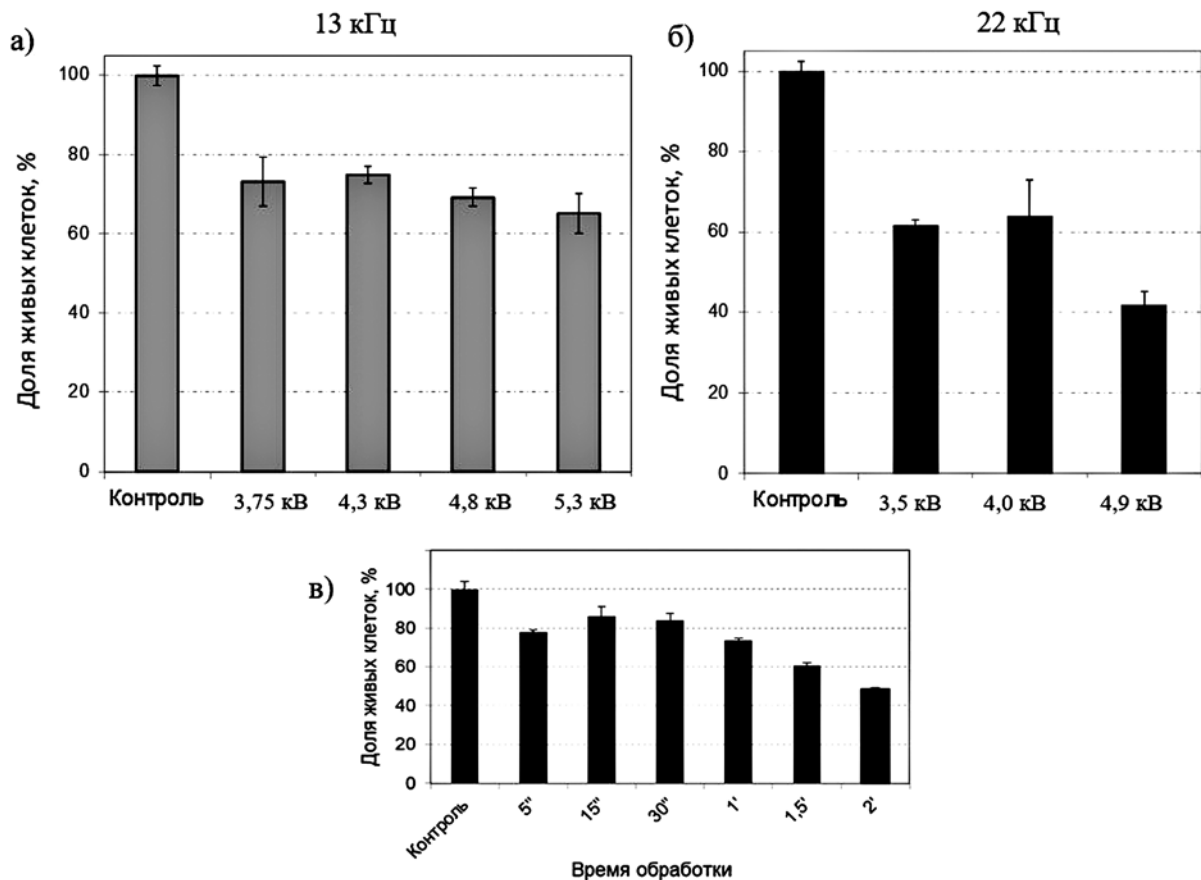 13 кГц
а)
Доля живых клеток, %
100
80
60
40
20
0
Контроль 3,75 кВ 4,3 кВ 4,8 кВ 5,3 кВ
22 кГц
б)
Доля живых клеток, %
100
80
60
40
20
0
Контроль 3,5 кВ 4,0 кВ 4,9 кВ
в)
Доля живых клеток, %
100
80
60
40
20
0
Контроль 5'' 15'' 30'' 1' 1,5' 2'
Время обработки